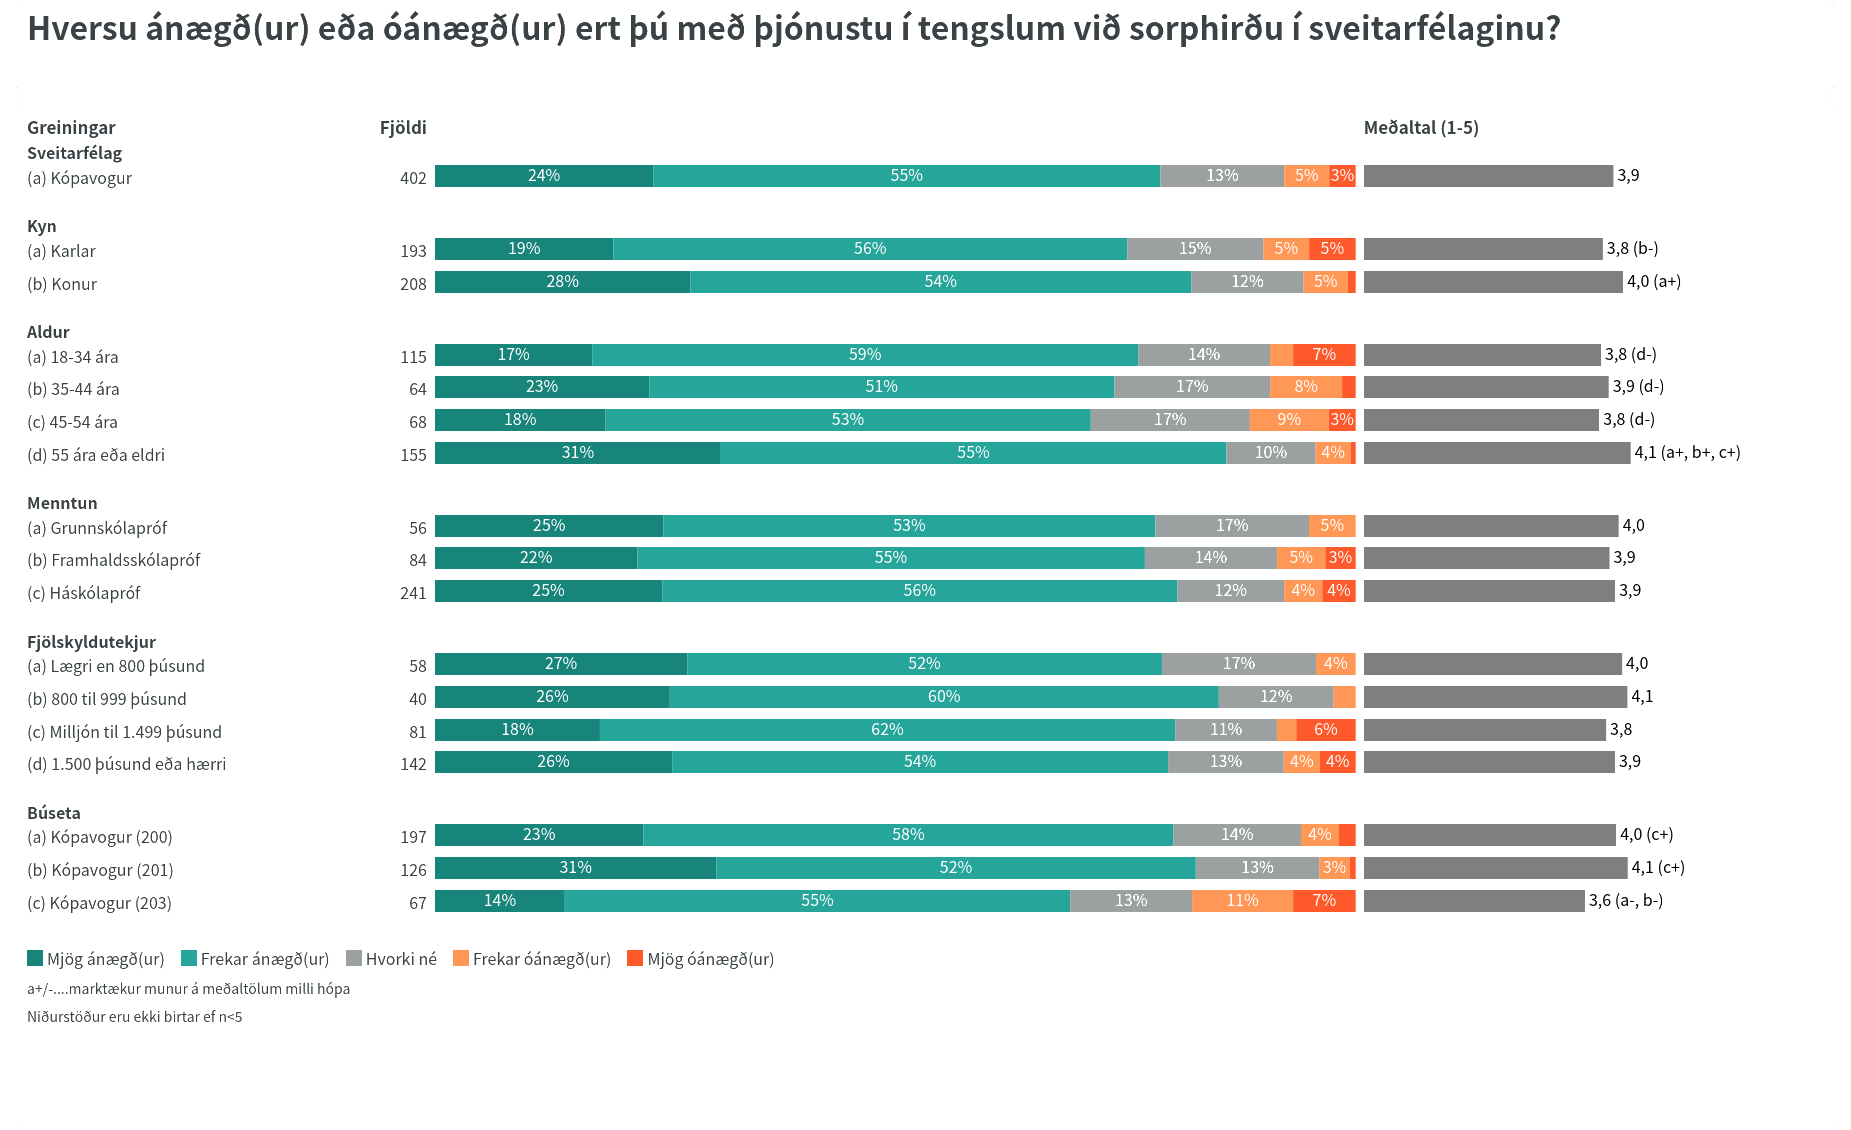 Hversu ánægð(ur) eða óánægð(ur) ert þú með þjónustu í tengslum við sorphirðu í sveitarfélaginu?
Greiningar Fjöldi Meðaltal (1-5)
Sveitarfélag
(a) Kópavogur 402 24% 55% 13% 5% 3% 3,9
Kyn
(a) Karlar 193 19% 56% 15% 5% 5% 3,8 (b-)
(b) Konur 208 28% 54% 12% 5% 4,0 (a+)
Aldur
(a) 18-34 ára 115 17% 59% 14% 7% 3,8 (d-)
(b) 35-44 ára 64 23% 51% 17% 8% 3,9 (d-)
(c) 45-54 ára 68 18% 53% 17% 9% 3% 3,8 (d-)
(d) 55 ára eða eldri 155 31% 55% 10% 4% 4,1 (a+, b+, c+)
Menntun
(a) Grunnskólapróf 56 25% 53% 17% 5% 4,0
(b) Framhaldsskólapróf 84 22% 55% 14% 5% 3% 3,9
(c) Háskólapróf 241 25% 56% 12% 4% 4% 3,9
Fjölskyldutekjur
(a) Lægri en 800 þúsund 58 27% 52% 17% 4% 4,0
(b) 800 til 999 þúsund 40 26% 60% 12% 4,1
(c) Milljón til 1.499 þúsund 81 18% 62% 11% 6% 3,8
(d) 1.500 þúsund eða hærri 142 26% 54% 13% 4% 4% 3,9
Búseta
(a) Kópavogur (200) 197 23% 58% 14% 4% 4,0 (c+)
(b) Kópavogur (201) 126 31% 52% 13% 3% 4,1 (c+)
(c) Kópavogur (203) 67 14% 55% 13% 11% 7% 3,6 (a-, b-)
Mjög ánægð(ur) Frekar ánægð(ur) Hvorki né Frekar óánægð(ur) Mjög óánægð(ur)
a+/-....marktækur munur á meðaltölum milli hópa
Niðurstöður eru ekki birtar ef n<5